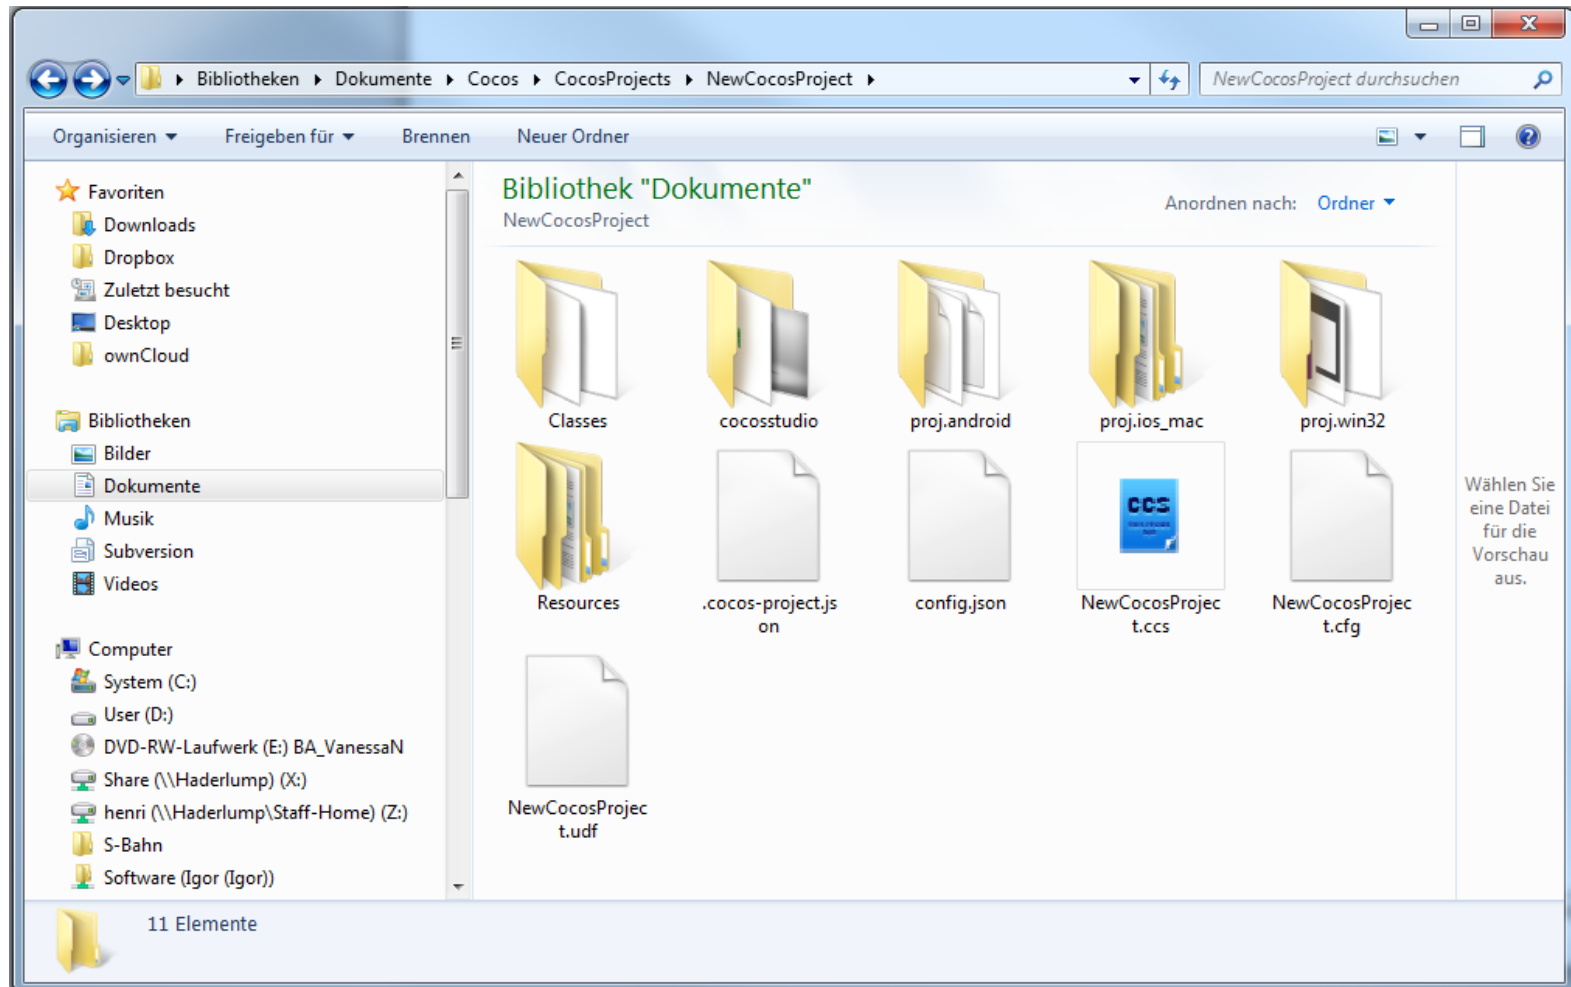 Bibliotheken Dokumente Cocos CocosProjects NewCocosProject
NewCocosProject durchsuchen
Organisieren Freigeben für Brennen Neuer Ordner
Favoriten
Downloads
Dropbox
Zuletzt besucht
Desktop
ownCloud
Bibliotheken
Bilder
Dokumente
Musik
Subversion
Videos
Computer
System (C:)
User (D:)
DVD-RW-Laufwerk (E:) BA_VanessaN
Share (\\Haderlump) (X:)
henri (\\Haderlump\Staff-Home) (Z:)
S-Bahn
Software (Igor (Igor))
Bibliothek "Dokumente"
NewCocosProject
Anordnen nach: Ordner
Classes
cocosstudio
proj.android
proj.ios_mac
proj.win32
Resources
.cocos-project.js
on
config.json
CCS
NewCocosProjec
t.ccs
NewCocosProjec
t.cfg
NewCocosProjec
t.udf
Wählen Sie
eine Datei
für die
Vorschau
aus.
11 Elemente